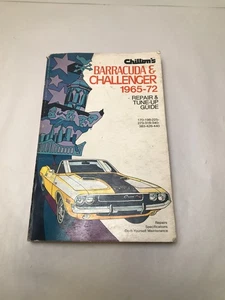 Chilton's
BARRACUDA &
CHALLENGER
1965-72
REPAIR &
TUNE-UP
GUIDE
Repairs
Specifications
Do-It-Yourself Maintenance